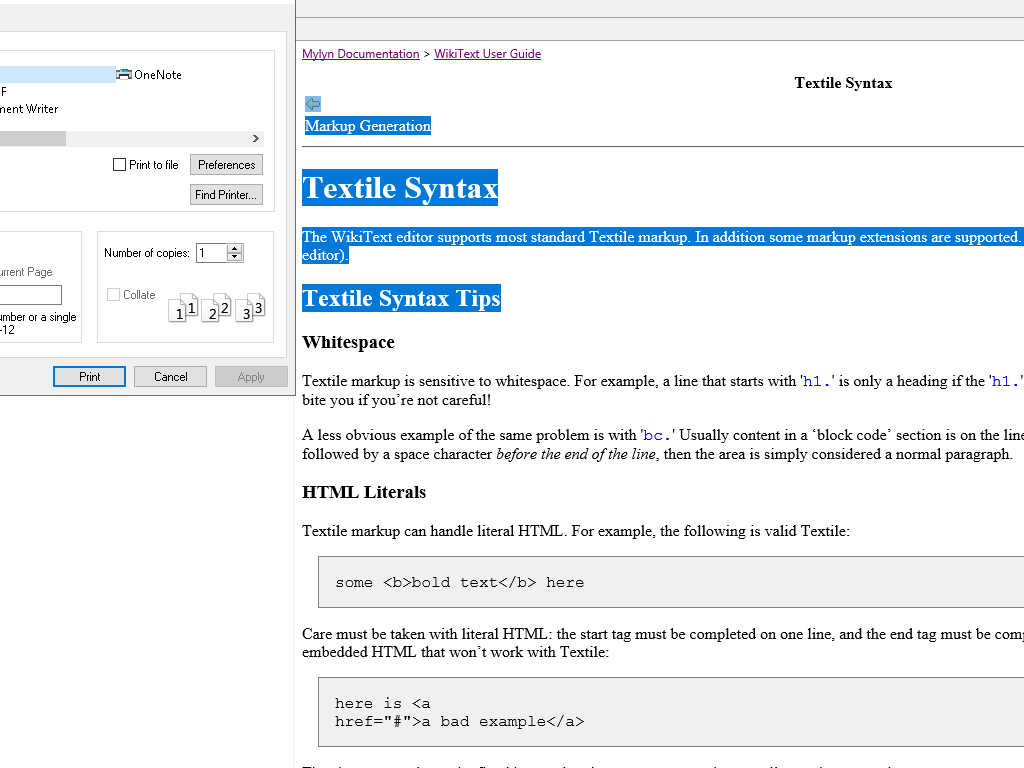 OneNote
F
ment Writer
Print to file
Preferences
Find Printer...
Number of copies: 1
urrent Page
Collate
1 1 2 2 3 3
umber or a single
-12
Print
Cancel
Apply
Mylyn Documentation > WikiText User Guide
Textile Syntax
Markup Generation
Textile Syntax
The WikiText editor supports most standard Textile markup. In addition some markup extensions are supported.
editor).
Textile Syntax Tips
Whitespace
Textile markup is sensitive to whitespace. For example, a line that starts with 'h1.' is only a heading if the 'h1.'
bite you if you’re not careful!
A less obvious example of the same problem is with 'bc.' Usually content in a ‘block code’ section is on the line
followed by a space character before the end of the line, then the area is simply considered a normal paragraph.
HTML Literals
Textile markup can handle literal HTML. For example, the following is valid Textile:
some <b>bold text</b> here
Care must be taken with literal HTML: the start tag must be completed on one line, and the end tag must be comp
embedded HTML that won’t work with Textile:
here is <a
href="#">a bad example</a>